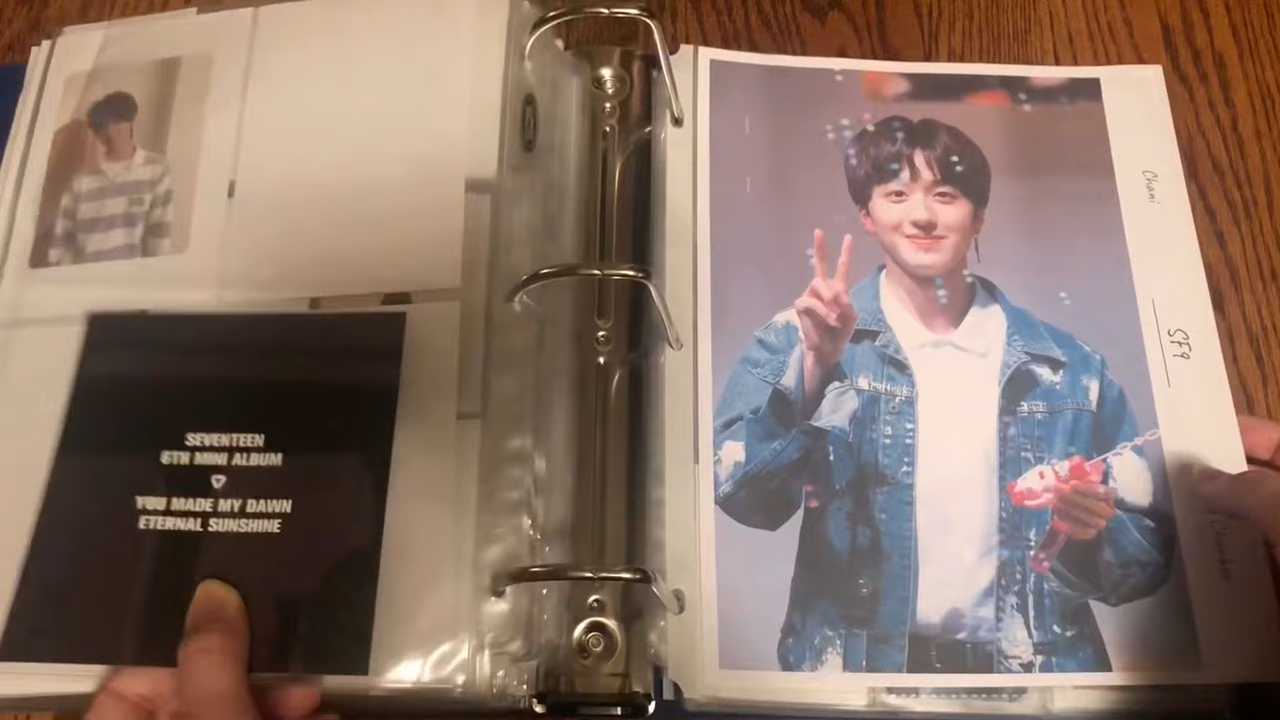 SEVENTEEN
6TH MINI ALBUM
YOU MADE MY DAWN
ETERNAL SUNSHINE
Chani
SF9